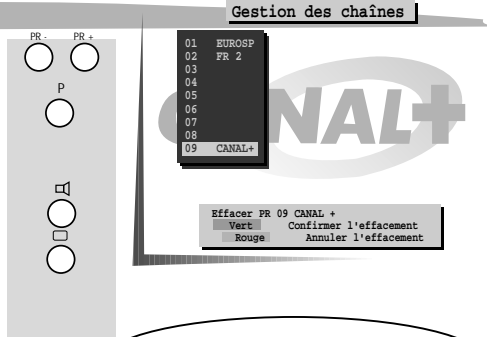 Gestion des chaînes
PR - PR +
P
01 EUROSP
02 FR 2
03
04
05
06
07
08
09 CANAL+
CANAL+
Effacer PR 09 CANAL +
Vert Confirmer l'effacement
Rouge Annuler l'effacement